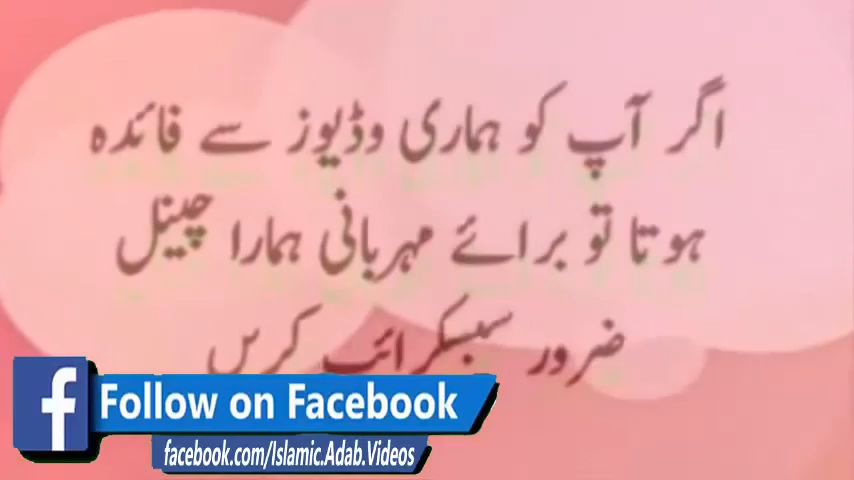 اگر آپ کو ہماری وڈیوز سے فائدہ
ہوتا تو برائے مہربانی ہمارا چینل
ضرور سبسکرائب کریں
Follow on Facebook
facebook.com/Islamic.Adab.Videos